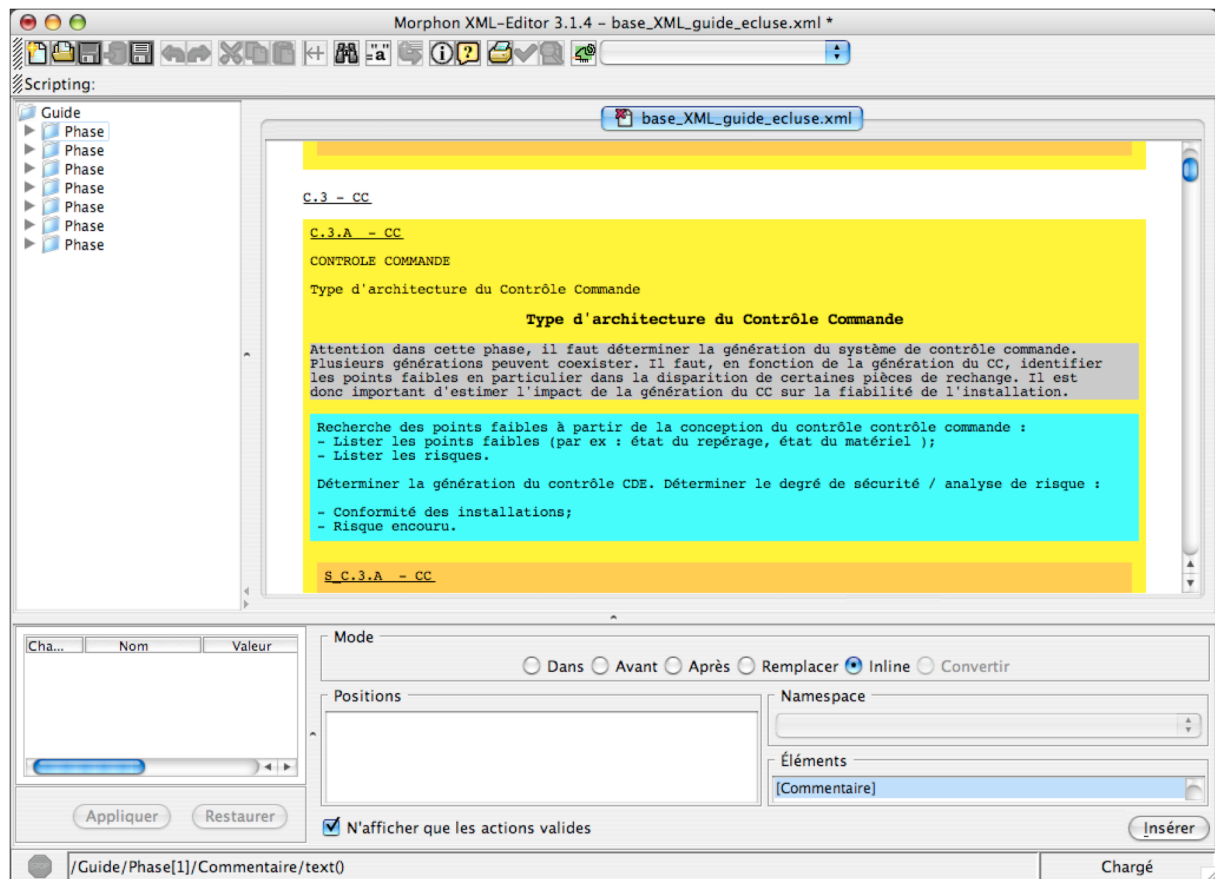 Morphon XML-Editor 3.1.4 – base_XML_guide_ecluse.xml *
="a"
Scripting:
Guide
Phase
Phase
Phase
Phase
Phase
Phase
Phase
base_XML_guide_ecluse.xml
C.3 - CC
C.3.A - CC
CONTROLE COMMANDE
Type d'architecture du Contrôle Commande
Type d'architecture du Contrôle Commande
Attention dans cette phase, il faut déterminer la génération du système de contrôle commande.
Plusieurs générations peuvent coexister. Il faut, en fonction de la génération du CC, identifier
les points faibles en particulier dans la disparition de certaines pièces de rechange. Il est
donc important d'estimer l'impact de la génération du CC sur la fiabilité de l'installation.
Recherche des points faibles à partir de la conception du contrôle contrôle commande :
- Lister les points faibles (par ex : état du repérage, état du matériel );
- Lister les risques.
Déterminer la génération du contrôle CDE. Déterminer le degré de sécurité / analyse de risque :
- Conformité des installations;
- Risque encouru.
S_C.3.A - CC
Cha... Nom Valeur
Mode
Dans Avant Après Remplacer Inline Convertir
Positions
Namespace
Éléments
[Commentaire]
Appliquer Restaurer
N'afficher que les actions valides
Insérer
STOP
/Guide/Phase[1]/Commentaire/text()
Chargé